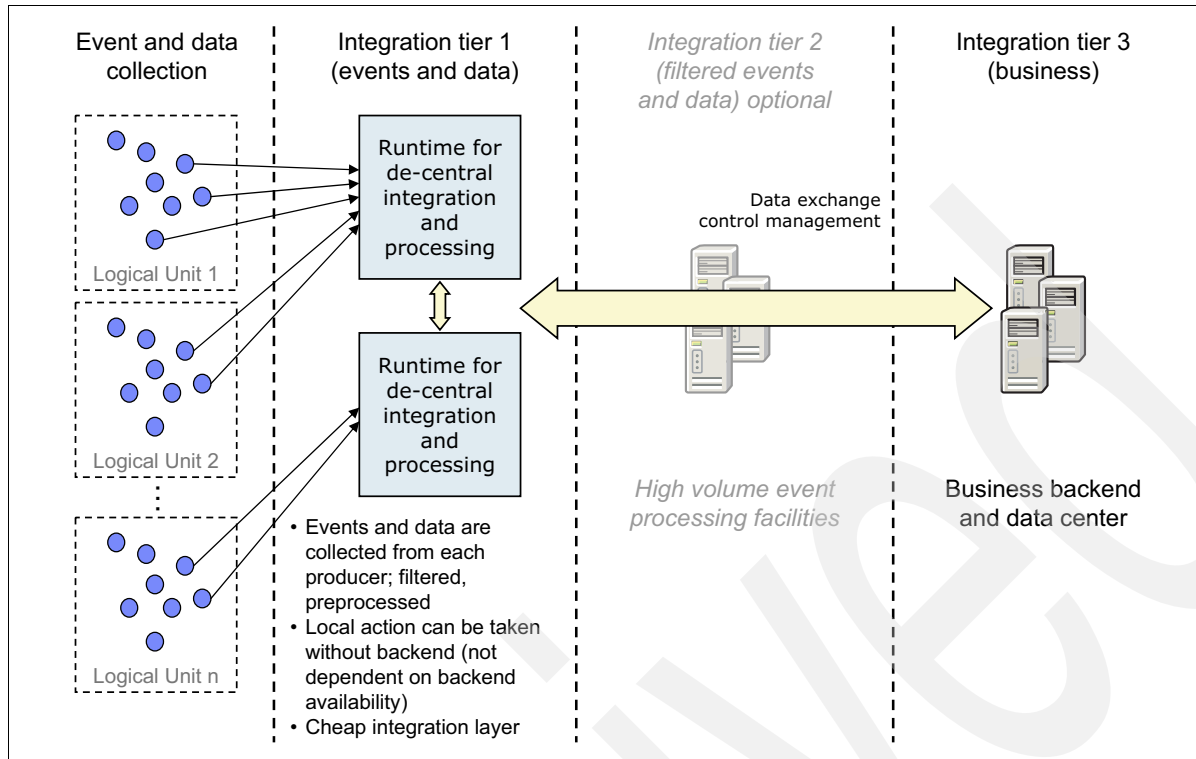 Event and data
collection
Integration tier 1
(events and data)
Integration tier 2
(filtered events
and data) optional
Integration tier 3
(business)
Runtime for
de-central
integration
and
processing
Logical Unit 1
Data exchange
control management
Runtime for
de-central
integration
and
processing
Logical Unit 2
High volume event
processing facilities
Business backend
and data center
• Events and data are
collected from each
producer; filtered,
preprocessed
• Local action can be taken
without backend (not
dependent on backend
availability)
• Cheap integration layer
Logical Unit n